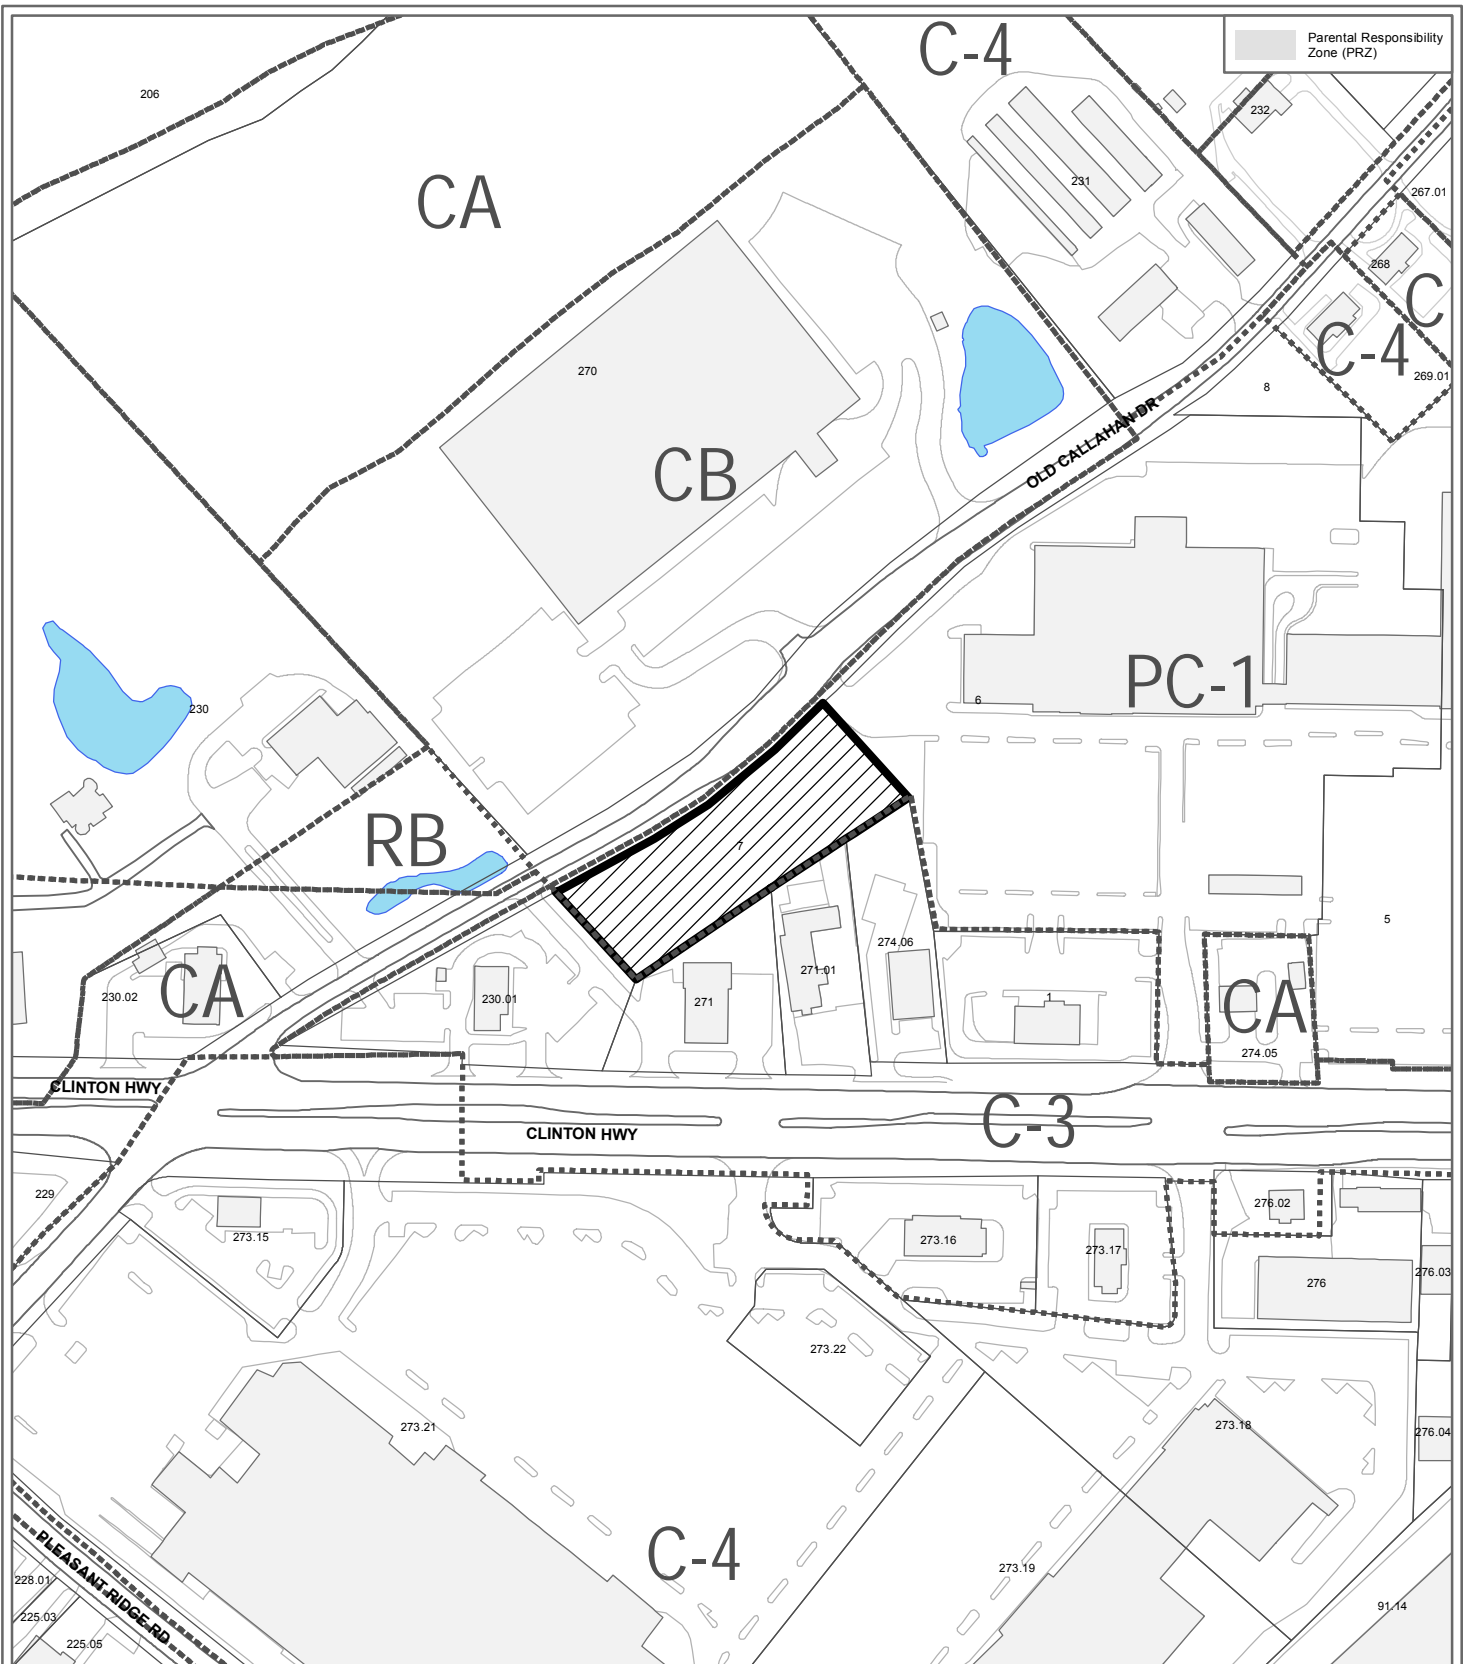 C-4
Parental Responsibility
Zone (PRZ)
206
232
CA
231
267.01
268
C
C-4
270
269.01
8
OLD CALLAHAN DR
CB
PC-1
6
230
7
RB
5
274.06
271.01
230.02
CA
230.01
271
1
CA
274.05
CLINTON HWY
C-3
CLINTON HWY
229
273.15
276.02
273.16
273.17
276
276.03
273.22
273.21
273.18
276.04
C-4
PLEASANT RIDGE RD
273.19
228.01
225.03
91.14
225.05